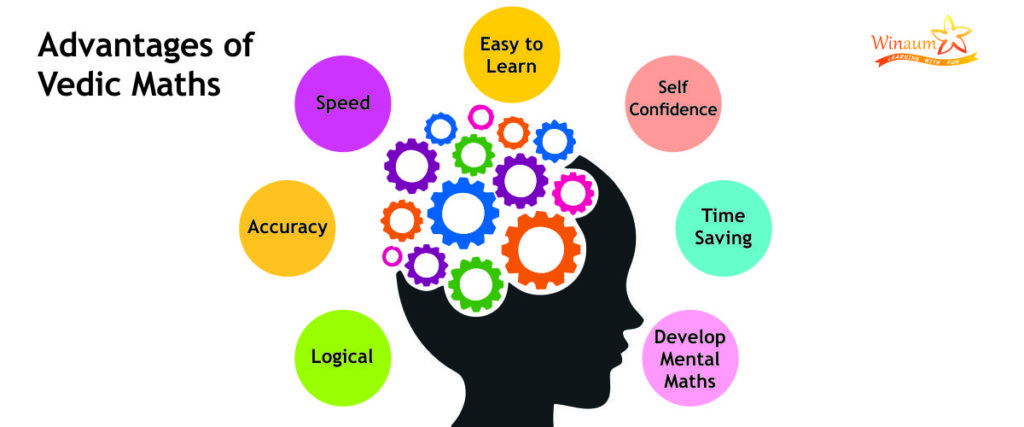 Advantages of
Vedic Maths
Easy to
Learn
Winaum
LEARNING WITH FUN
Speed
Self
Confidence
Accuracy
Time
Saving
Logical
Develop
Mental
Maths